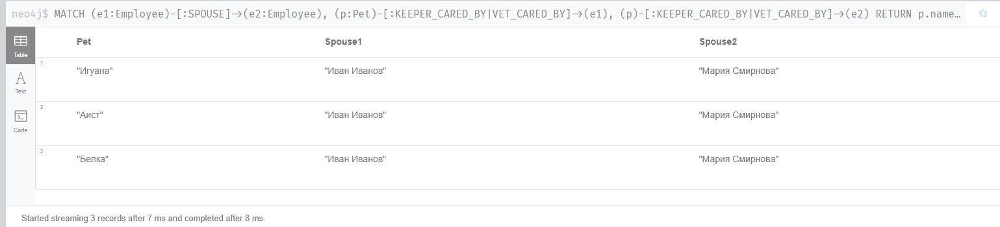 neo4j$ MATCH (e1:Employee)-[:SPOUSE]→(e2:Employee), (p:Pet)-[:KEEPER_CARED_BY|VET_CARED_BY]→(e1), (p)-[:KEEPER_CARED_BY|VET_CARED_BY]→(e2) RETURN p.name…
Table
Pet Spouse1 Spouse2
1 "Игуана" "Иван Иванов" "Мария Смирнова"
A
Text
2 "Аист" "Иван Иванов" "Мария Смирнова"
Code
3 "Белка" "Иван Иванов" "Мария Смирнова"
Started streaming 3 records after 7 ms and completed after 8 ms.